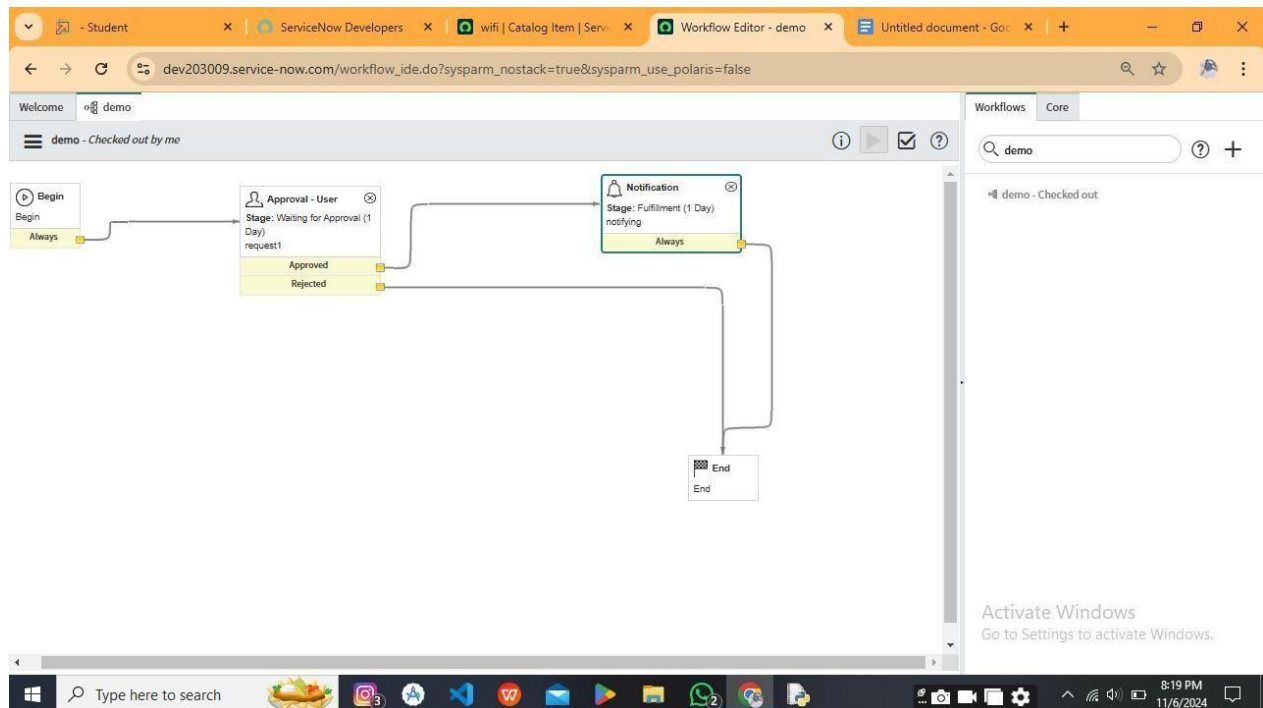 - Student
ServiceNow Developers
wifi | Catalog Item | Servi
Workflow Editor - demo
Untitled document - Goo
dev203009.service-now.com/workflow_ide.do?sysparm_nostack=true&sysparm_use_polaris=false
Welcome
demo
Workflows
Core
demo - Checked out by me
demo
demo - Checked out
Begin
Begin
Always
Approval - User
Stage: Waiting for Approval (1
Day)
request1
Approved
Rejected
Notification
Stage: Fulfillment (1 Day)
notifying
Always
End
End
Activate Windows
Go to Settings to activate Windows.
Type here to search
3
2
8:19 PM
11/6/2024